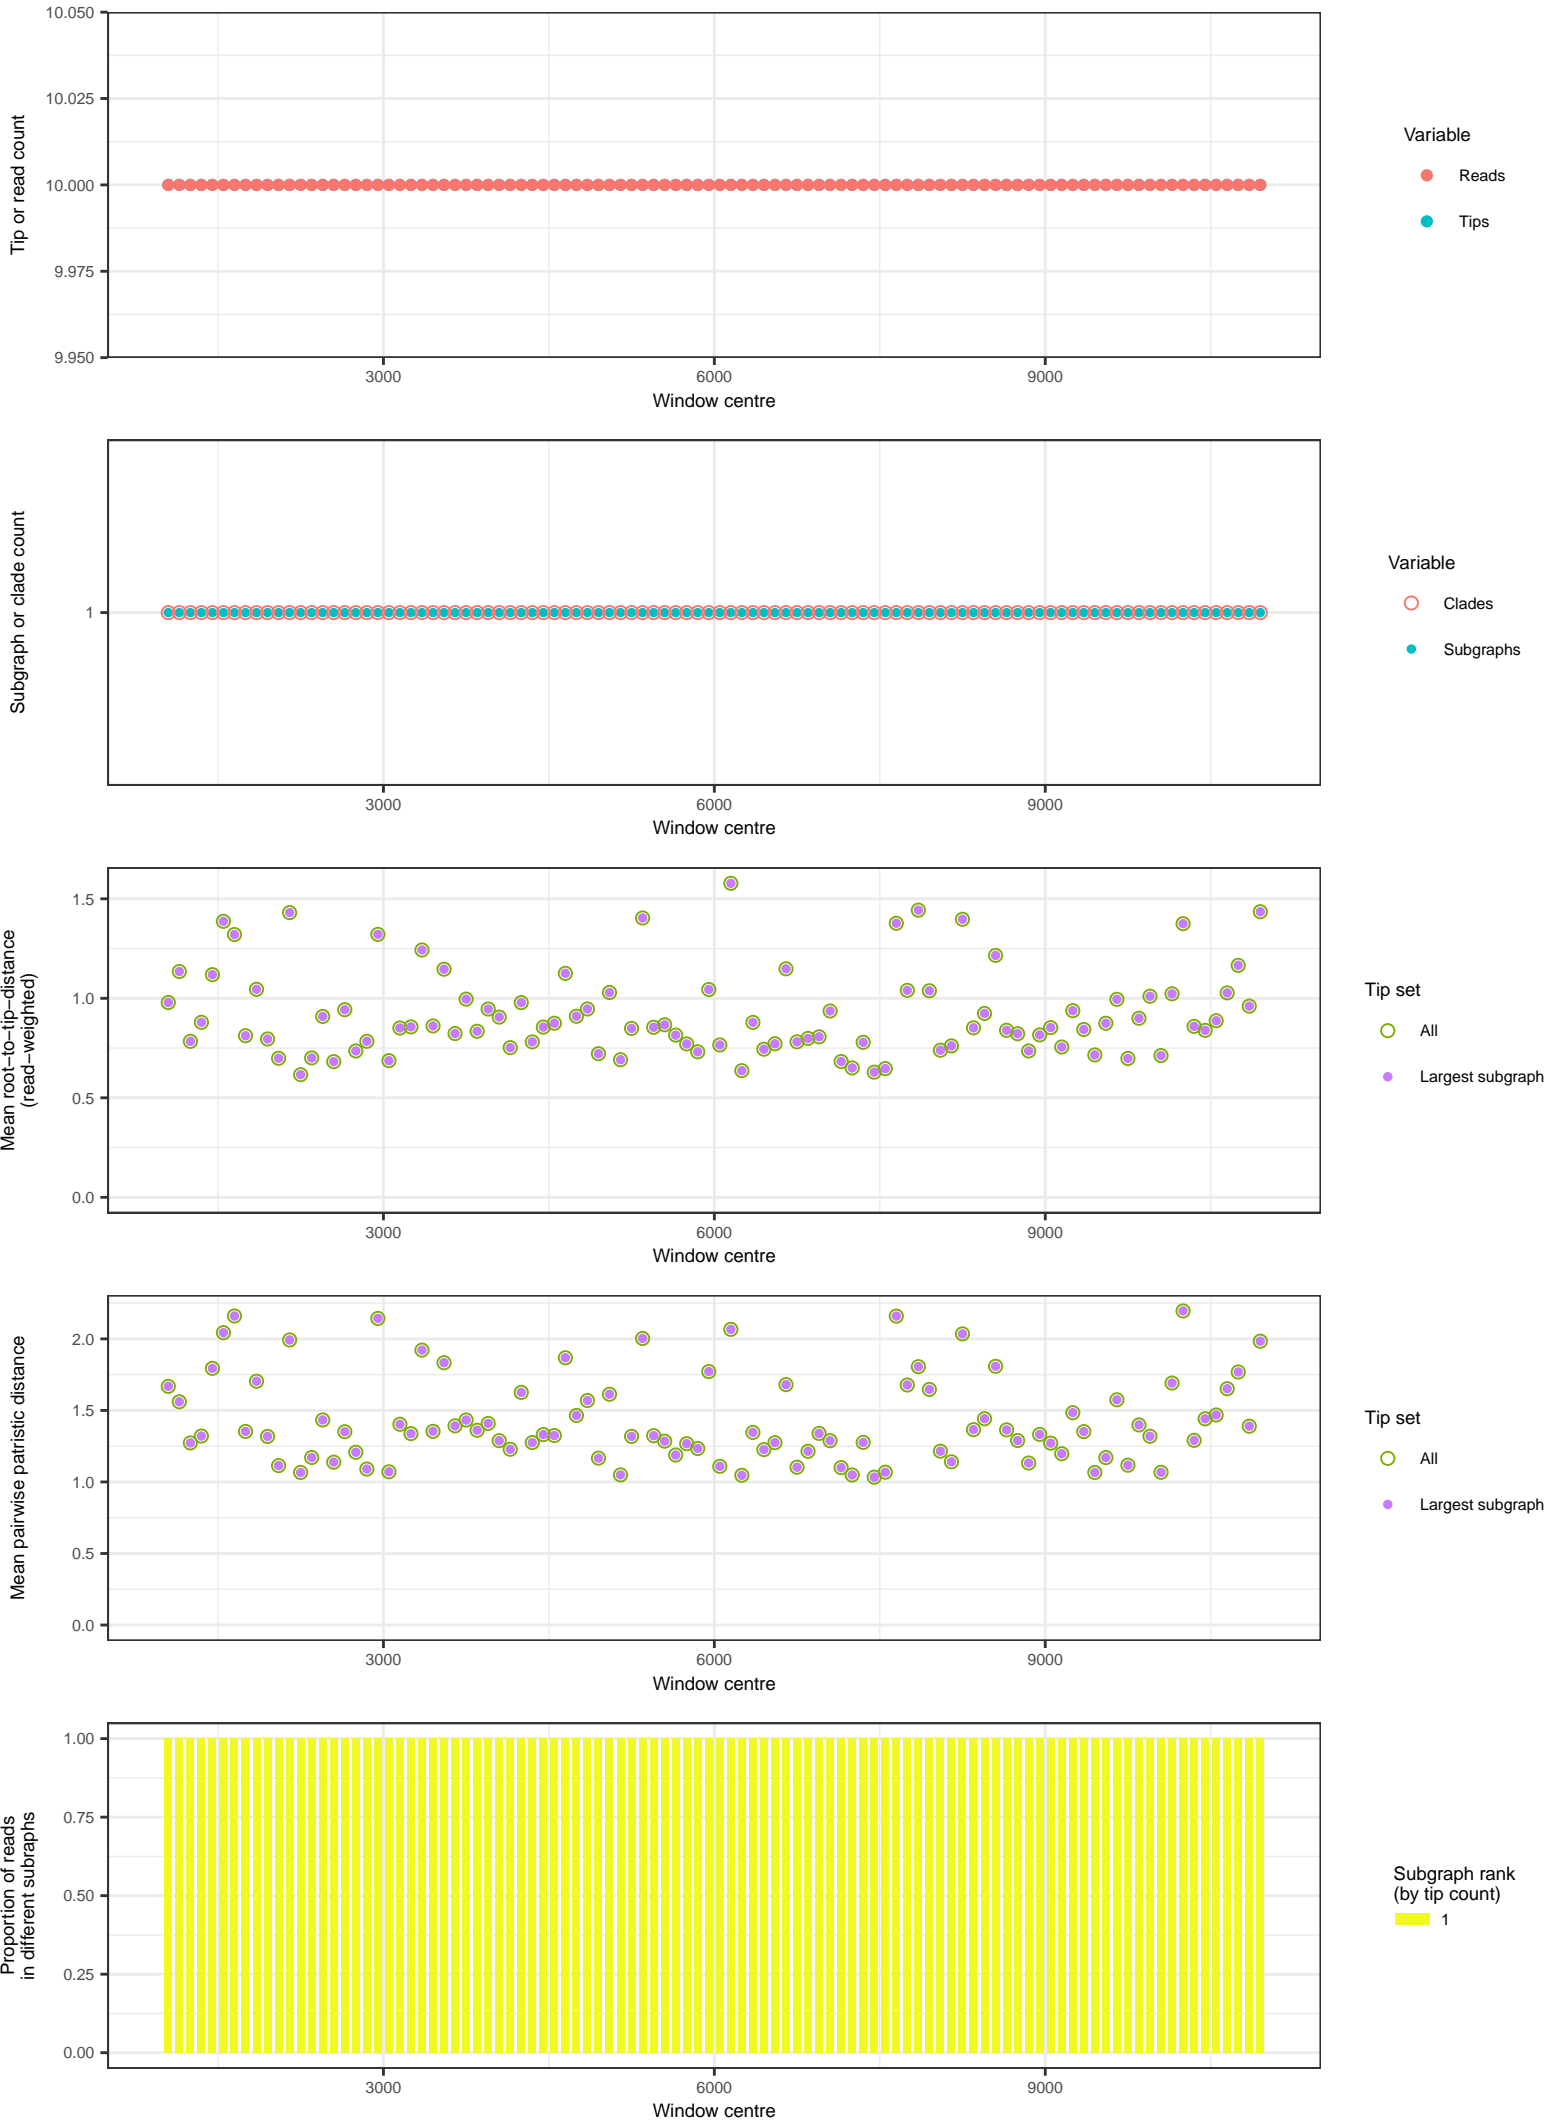 10.050
10.025
10.000
9.975
9.950
Tip or read count
3000
6000
9000
Window centre
Variable
Reads
Tips
1
Subgraph or clade count
3000
6000
9000
Window centre
Variable
Clades
Subgraphs
1.5
1.0
0.5
0.0
Mean root−to−tip−distance
(read−weighted)
3000
6000
9000
Window centre
Tip set
All
Largest subgraph
2.0
1.5
1.0
0.5
0.0
Mean pairwise patristic distance
3000
6000
9000
Window centre
Tip set
All
Largest subgraph
1.00
0.75
0.50
0.25
0.00
Proportion of reads
in different subraphs
3000
6000
9000
Window centre
Subgraph rank
(by tip count)
1